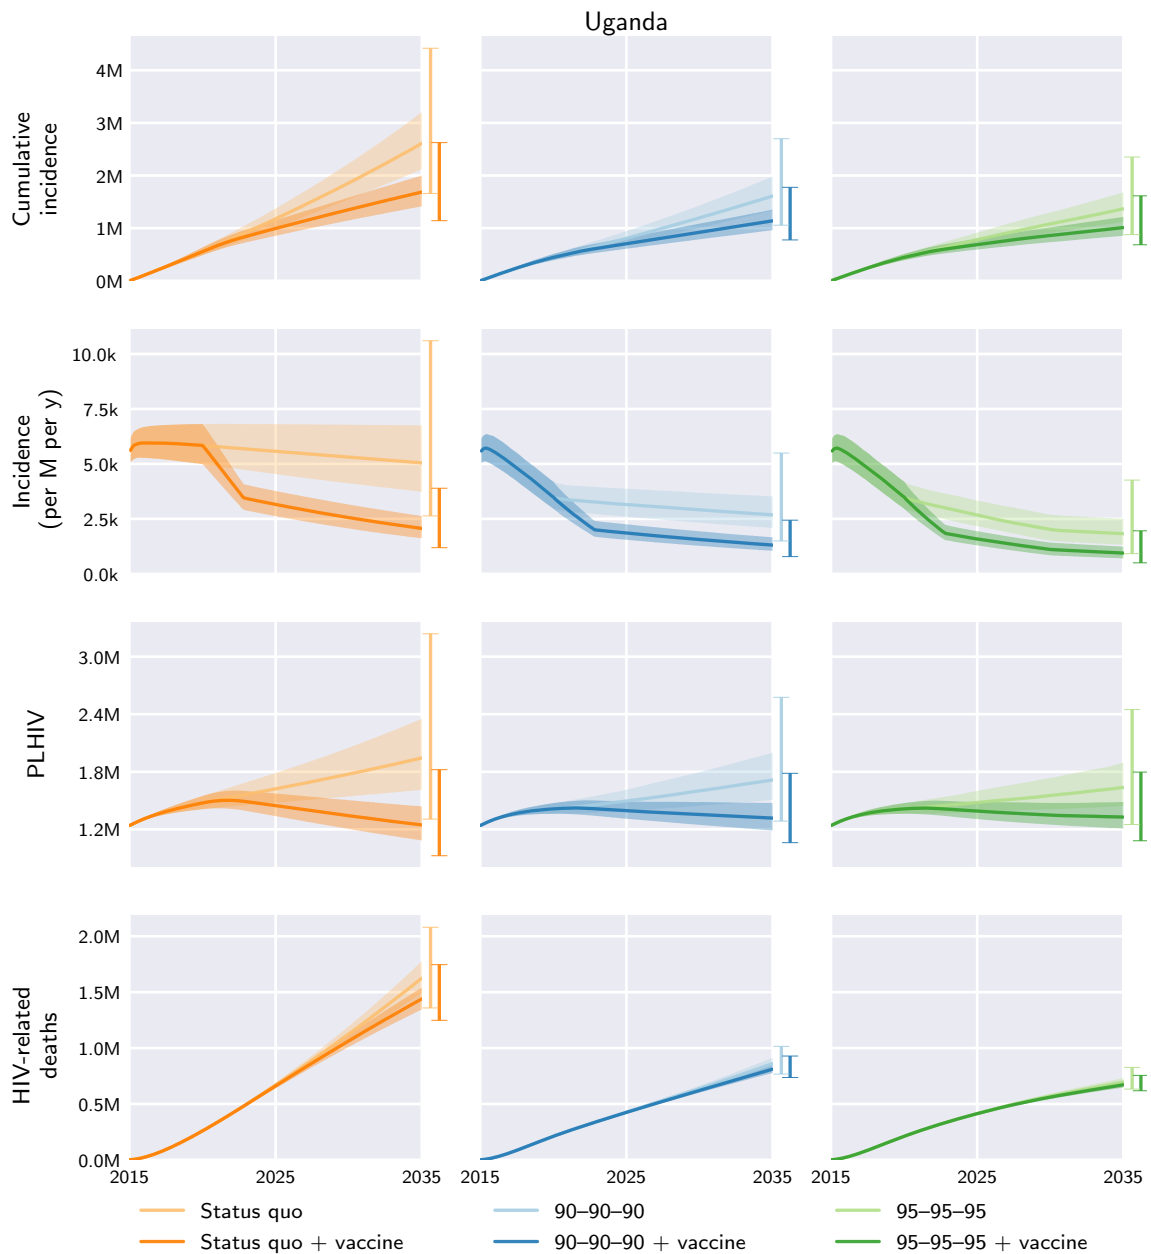 Uganda
Cumulative
incidence
4M
3M
2M
1M
0M
Incidence
(per M per y)
10.0k
7.5k
5.0k
2.5k
0.0k
PLHIV
3.0M
2.4M
1.8M
1.2M
HIV-related
deaths
2.0M
1.5M
1.0M
0.5M
0.0M
2015 2025 2035 2015 2025 2035 2015 2025 2035
Status quo 90–90–90 95–95–95
Status quo + vaccine 90–90–90 + vaccine 95–95–95 + vaccine